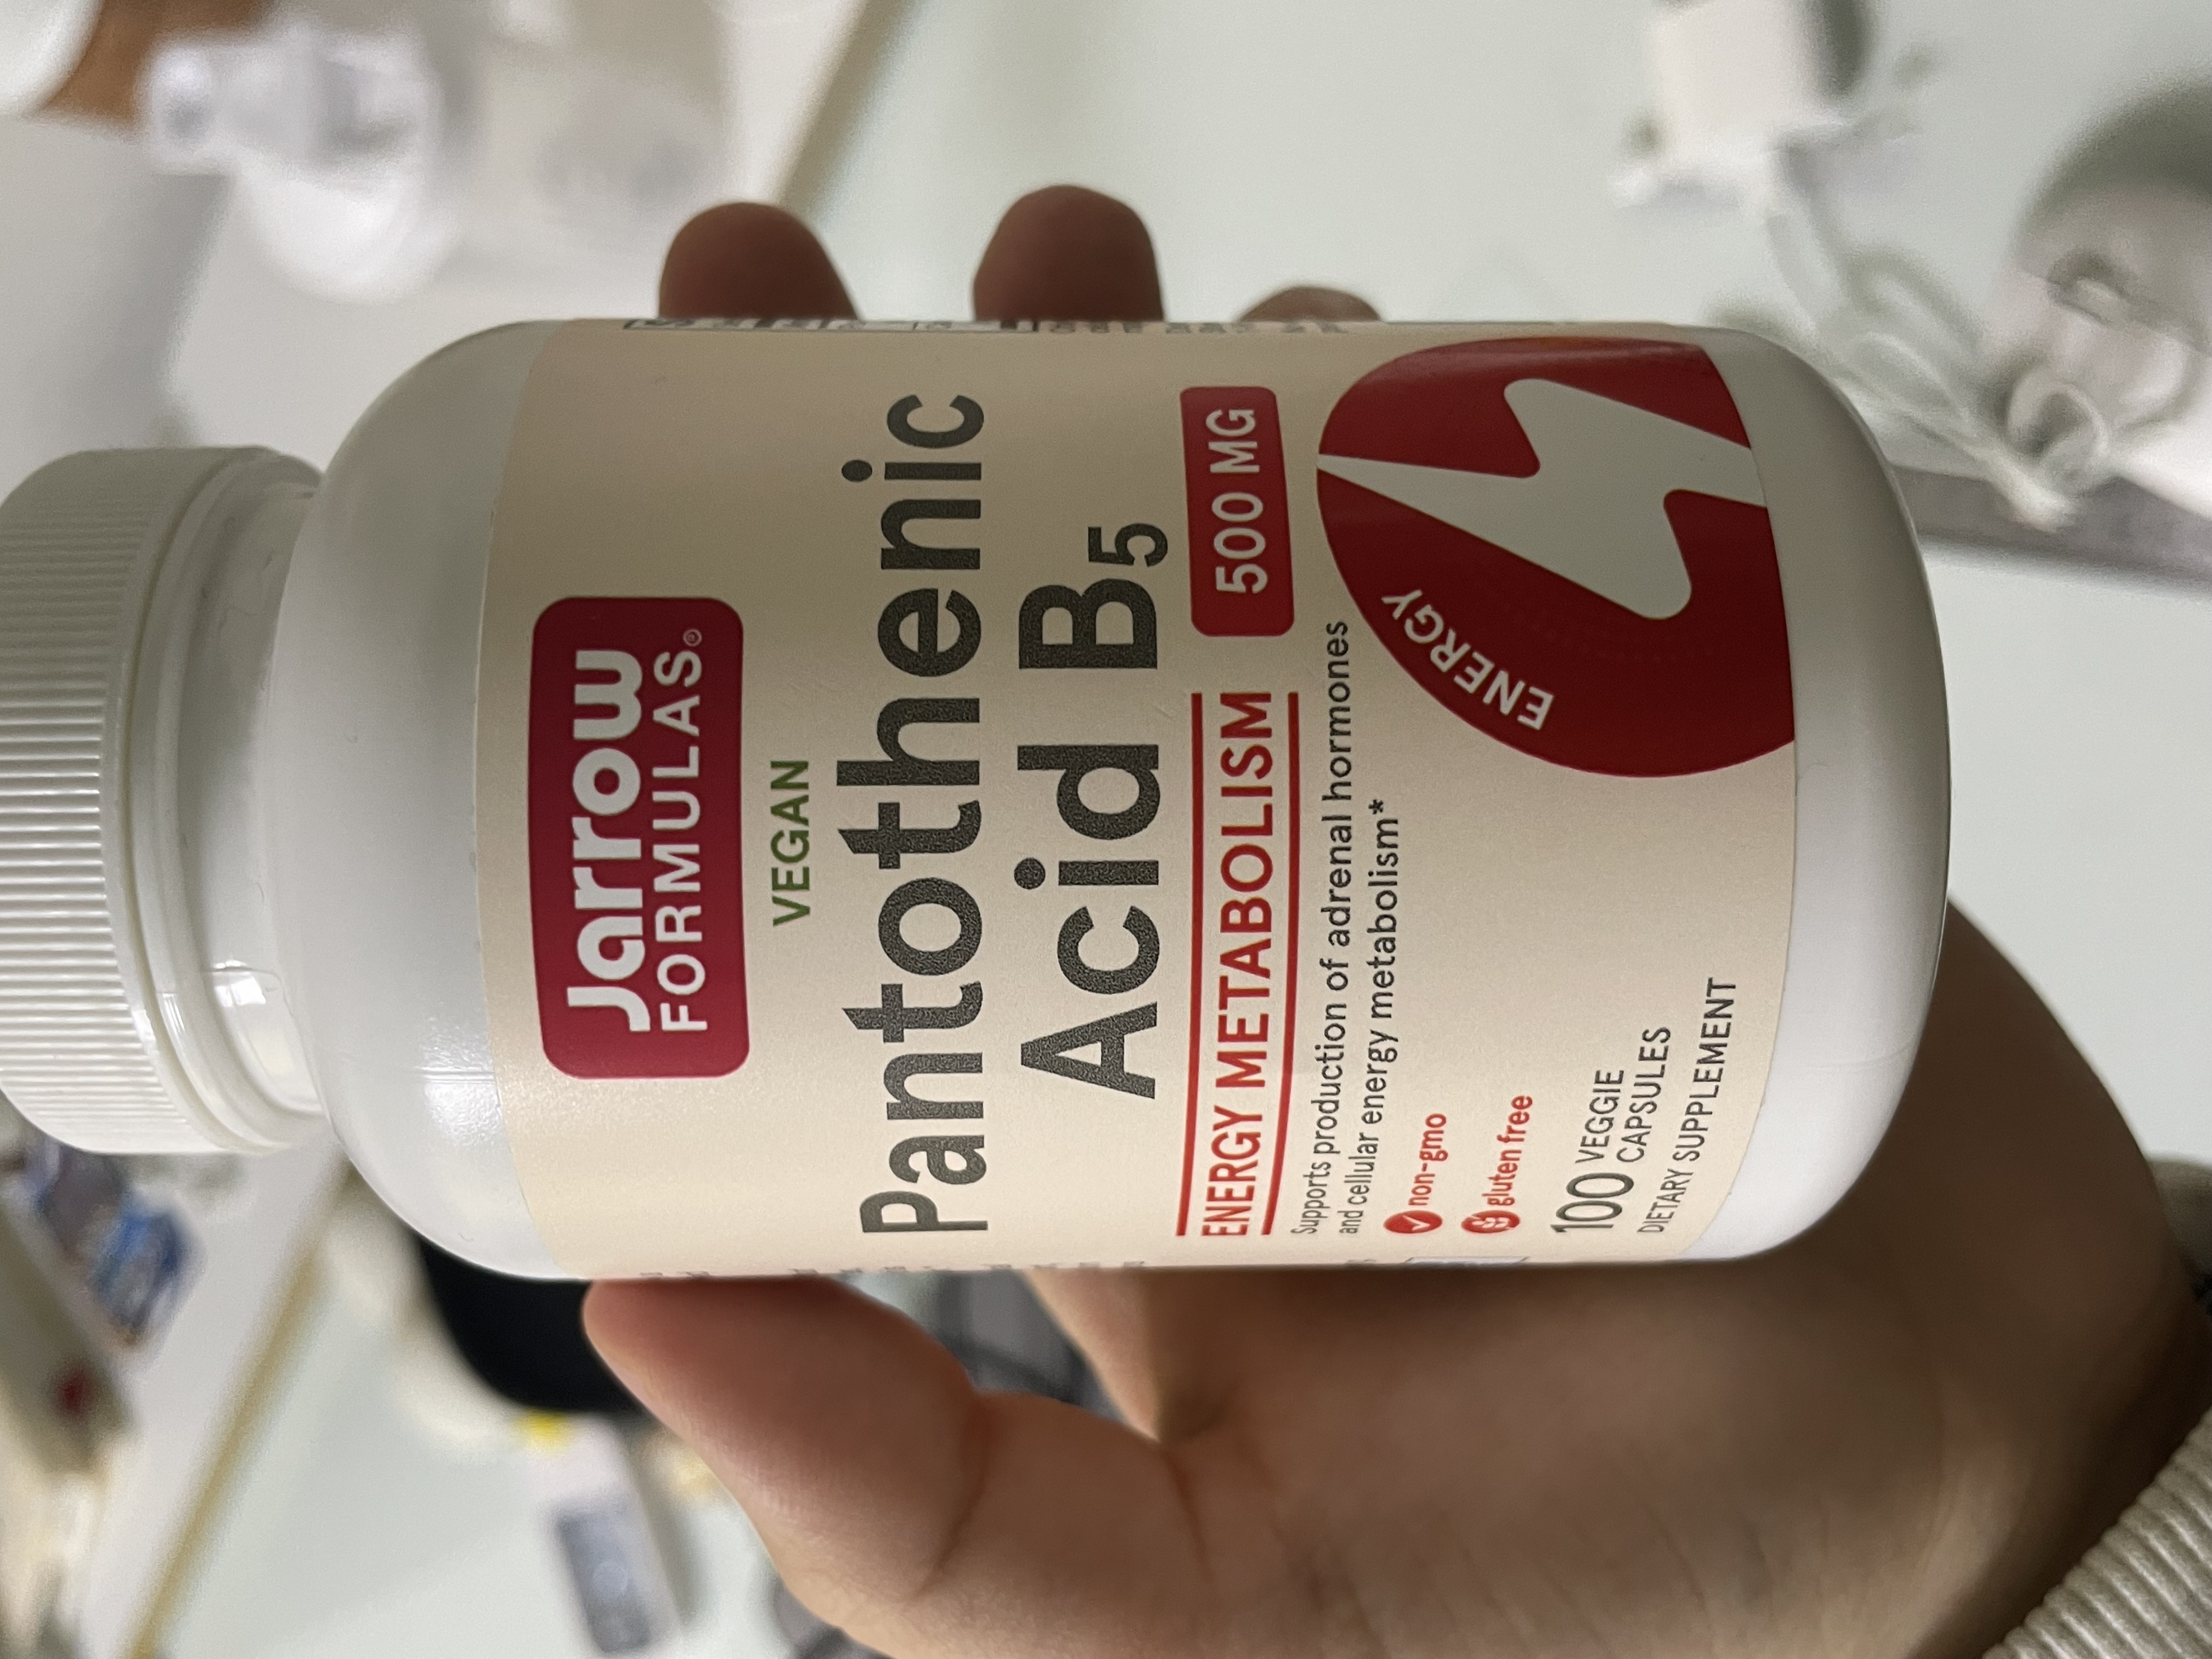 Jarrow
FORMULAS®
VEGAN
Pantothenic
Acid B5
ENERGY METABOLISM
500 MG
Supports production of adrenal hormones
and cellular energy metabolism*
non-gmo
gluten free
ENERGY
100 VEGGIE
CAPSULES
DIETARY SUPPLEMENT